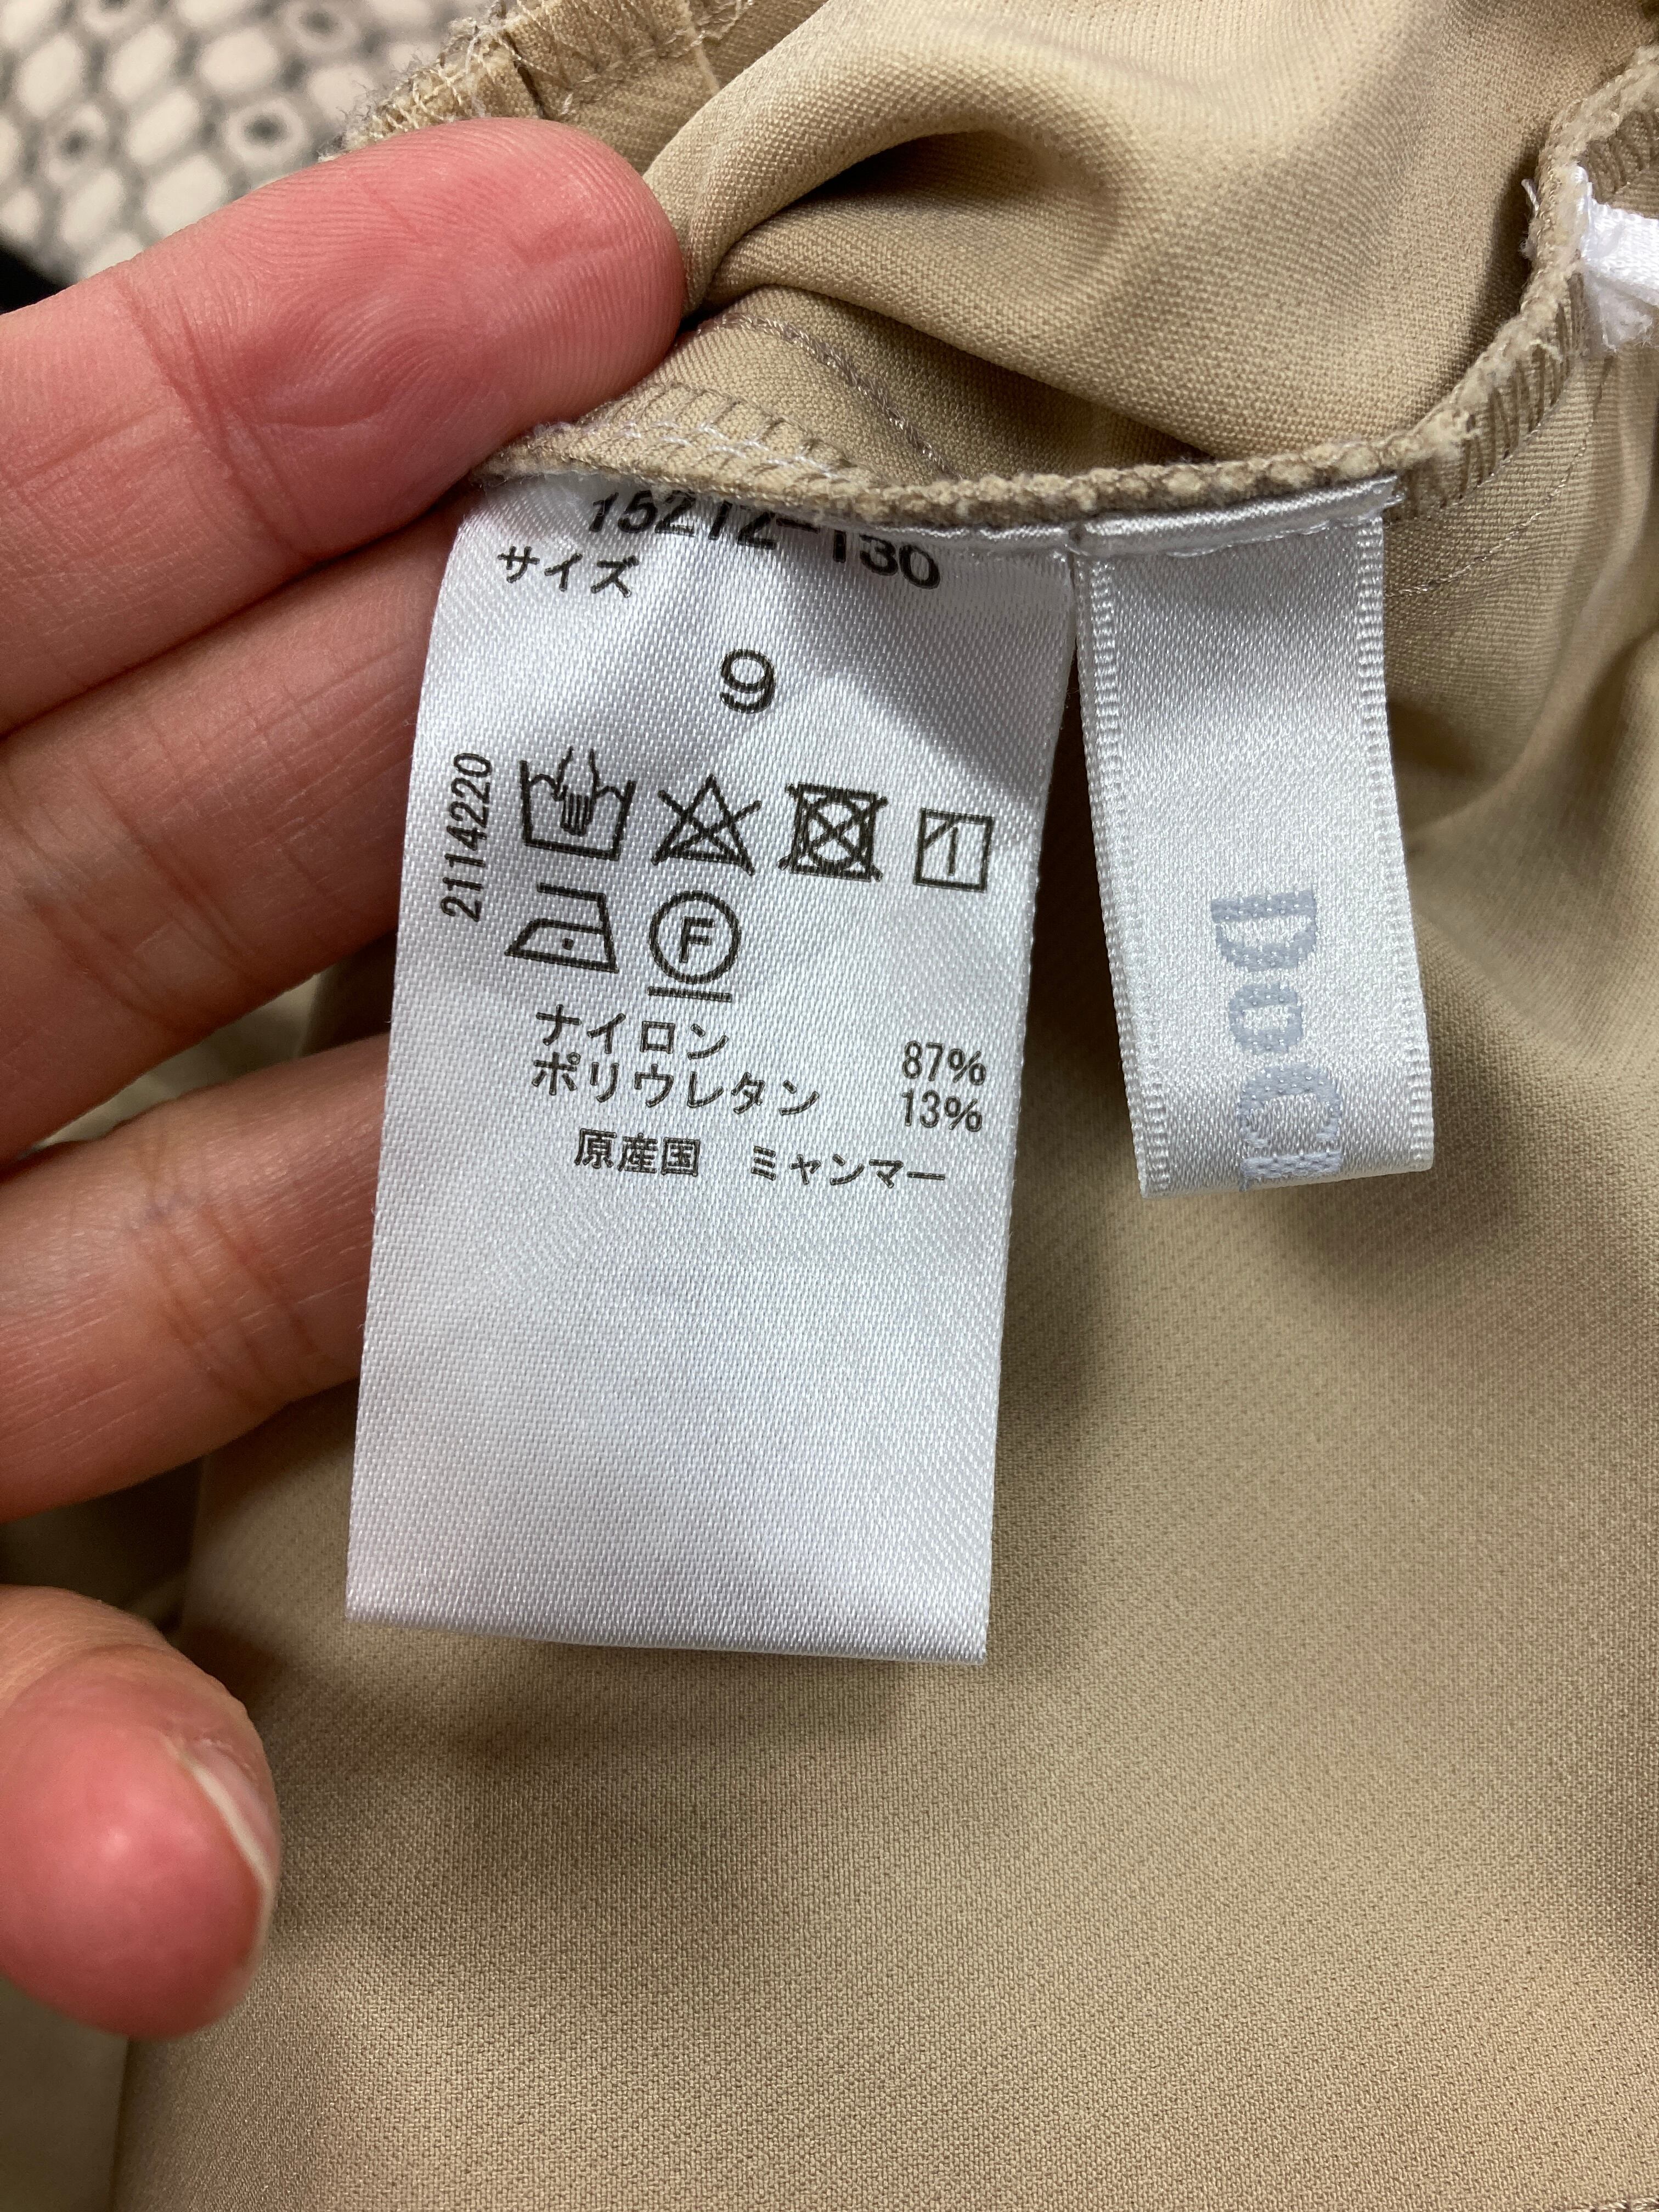 15212-130
サイズ
9
2114220
F
ナイロン 87%
ポリウレタン 13%
原産国 ミャンマー
DoCL